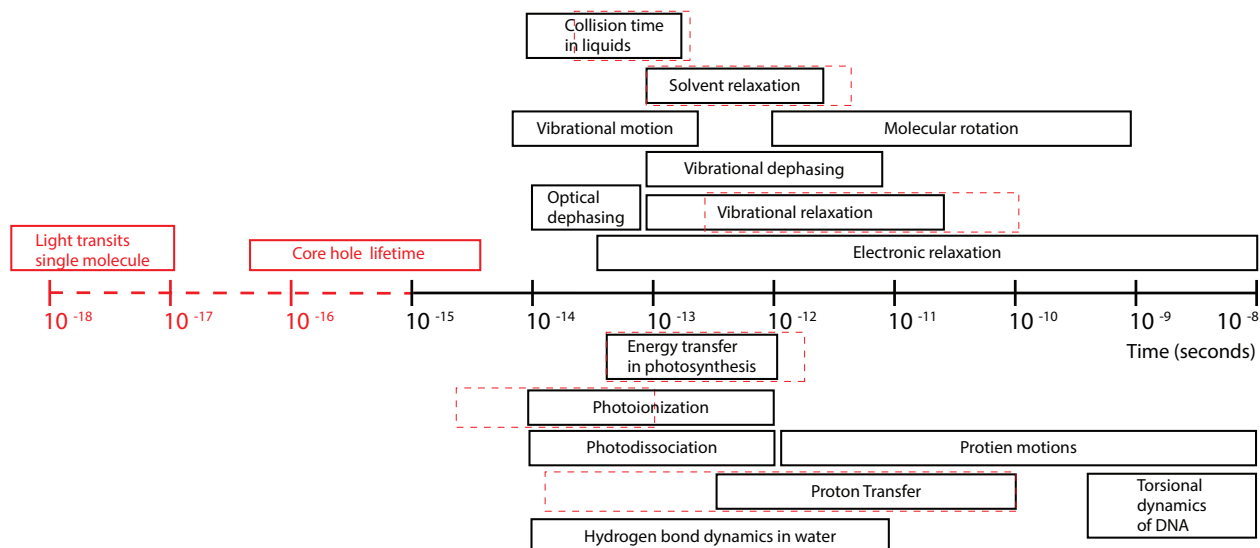 Collision time
in liquids
Solvent relaxation
Vibrational motion
Molecular rotation
Vibrational dephasing
Optical
dephasing
Vibrational relaxation
Light transits
single molecule
Core hole lifetime
Electronic relaxation
10 -18
10 -17
10 -16
10 -15
10 -14
10 -13
10 -12
10 -11
10 -10
10 -9
10 -8
Time (seconds)
Energy transfer
in photosynthesis
Photoionization
Photodissociation
Protien motions
Proton Transfer
Torsional
dynamics
of DNA
Hydrogen bond dynamics in water